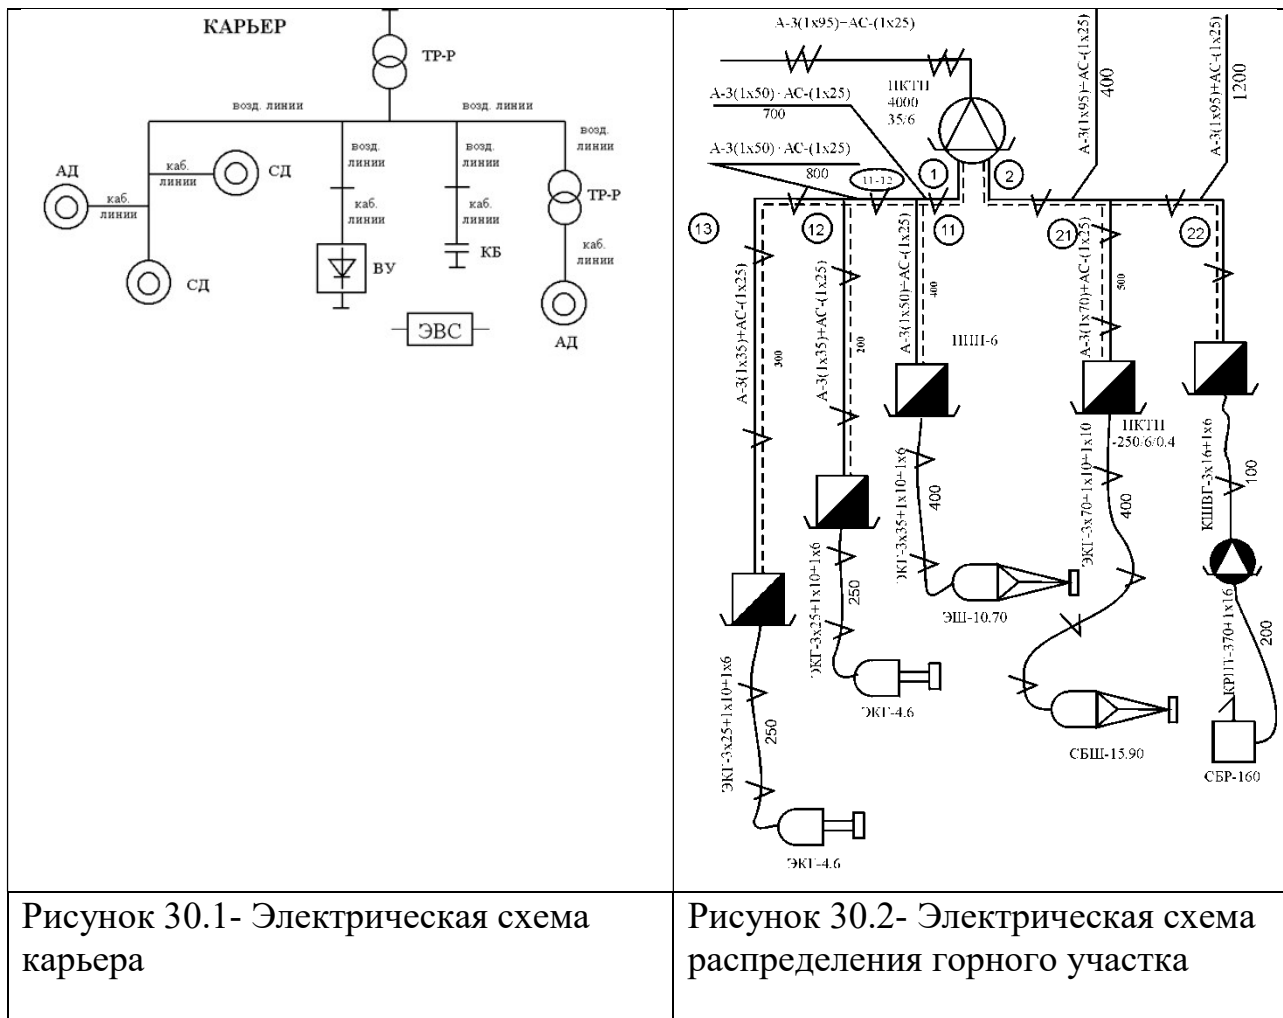 КАРЬЕР
ТР-Р
возд. линии
возд. линии
возд.
линии
возд.
линии
возд.
линии
каб.
линии
СД
АД
каб.
линии
каб.
линии
каб.
линии
ТР-Р
каб.
линии
СД
ВУ
КБ
ЭВС
АД
А-3(1х95)+АС-(1х25)
ПКТП
4000
35/6
А-3(1х50)+АС-(1х25)
700
А-3(1х50)+АС-(1х25)
800
А-3(1х95)+АС-(1х25)
400
А-3(1х95)+АС-(1х25)
1200
11-12
1
2
13
12
11
21
22
А-3(1х35)+АС-(1х25)
300
А-3(1х35)+АС-(1х25)
200
А-3(1х50)+АС-(1х25)
400
А-3(1х70)+АС-(1х25)
500
ПКТП
-250/6/0.4
ЭКГ-3х25+1х10+1х6
250
ЭКГ-3х25+1х10+1х6
250
ЭКГ-3х35+1х10+1х6
400
ЭКГ-3х70+1х10+1х10
400
КШВГ-3х16+1х6
100
200
ЭШ-10.70
ЭКГ-4.6
СБШ-15.90
СБР-160
ЭКГ-4.6
Рисунок 30.1- Электрическая схема
карьера
Рисунок 30.2- Электрическая схема
распределения горного участка